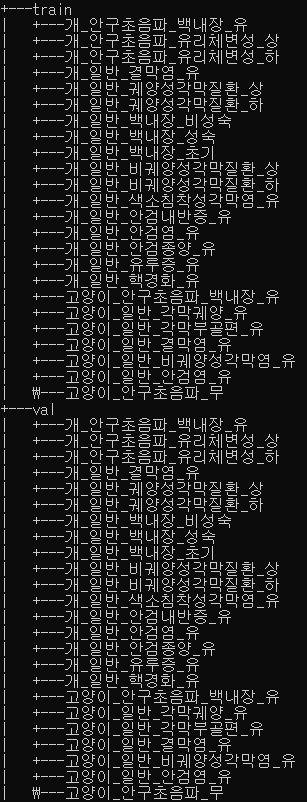 +---train
|   +---개_안구초음파_백내장_유
|   +---개_안구초음파_유리체변성_상
|   +---개_안구초음파_유리체변성_하
|   +---개_일반_결막염_유
|   +---개_일반_궤양성각막질환_상
|   +---개_일반_궤양성각막질환_하
|   +---개_일반_백내장_비성숙
|   +---개_일반_백내장_성숙
|   +---개_일반_백내장_초기
|   +---개_일반_비궤양성각막질환_상
|   +---개_일반_비궤양성각막질환_하
|   +---개_일반_색소침착성각막염_유
|   +---개_일반_안검내반증_유
|   +---개_일반_안검염_유
|   +---개_일반_안검종양_유
|   +---개_일반_유루증_유
|   +---개_일반_핵경화_유
|   +---고양이_안구초음파_백내장_유
|   +---고양이_일반_각막궤양_유
|   +---고양이_일반_각막부골편_유
|   +---고양이_일반_결막염_유
|   +---고양이_일반_비궤양성각막염_유
|   +---고양이_일반_안검염_유
|   ₩---고양이_안구초음파_무
+---val
|   +---개_안구초음파_백내장_유
|   +---개_안구초음파_유리체변성_상
|   +---개_안구초음파_유리체변성_하
|   +---개_일반_결막염_유
|   +---개_일반_궤양성각막질환_상
|   +---개_일반_궤양성각막질환_하
|   +---개_일반_백내장_비성숙
|   +---개_일반_백내장_성숙
|   +---개_일반_백내장_초기
|   +---개_일반_비궤양성각막질환_상
|   +---개_일반_비궤양성각막질환_하
|   +---개_일반_색소침착성각막염_유
|   +---개_일반_안검내반증_유
|   +---개_일반_안검염_유
|   +---개_일반_안검종양_유
|   +---개_일반_유루증_유
|   +---개_일반_핵경화_유
|   +---고양이_안구초음파_백내장_유
|   +---고양이_일반_각막궤양_유
|   +---고양이_일반_각막부골편_유
|   +---고양이_일반_결막염_유
|   +---고양이_일반_비궤양성각막염_유
|   +---고양이_일반_안검염_유
|   ₩---고양이_안구초음파_무